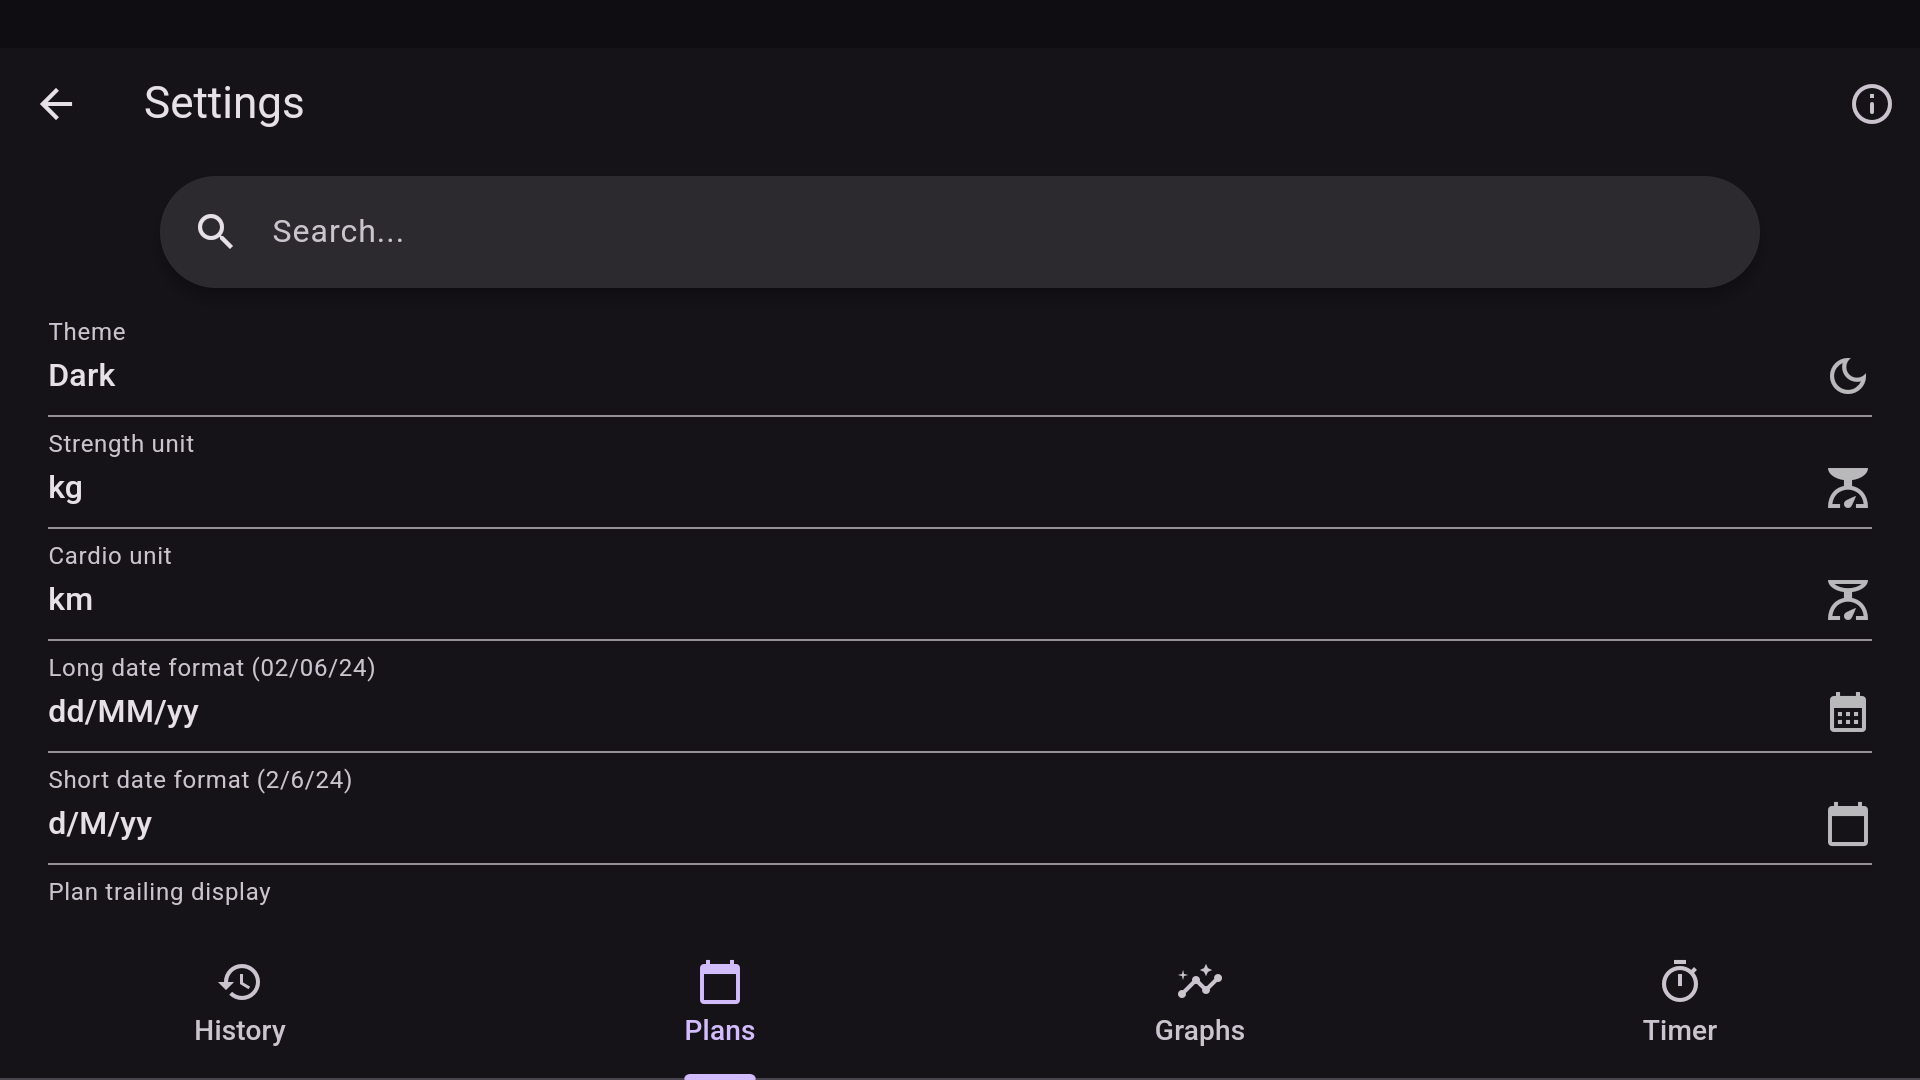 Settings
Search...
Theme
Dark
Strength unit
kg
Cardio unit
km
Long date format (02/06/24)
dd/MM/yy
Short date format (2/6/24)
d/M/yy
Plan trailing display
History
Plans
Graphs
Timer